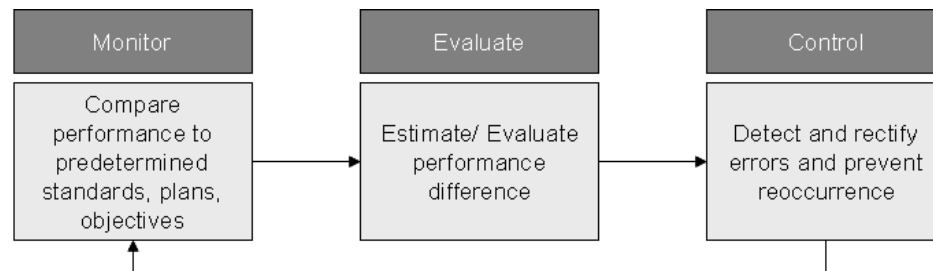 Monitor
Evaluate
Control
Compare
performance to
predetermined
standards, plans,
objectives
Estimate/ Evaluate
performance
difference
Detect and rectify
errors and prevent
reoccurrence